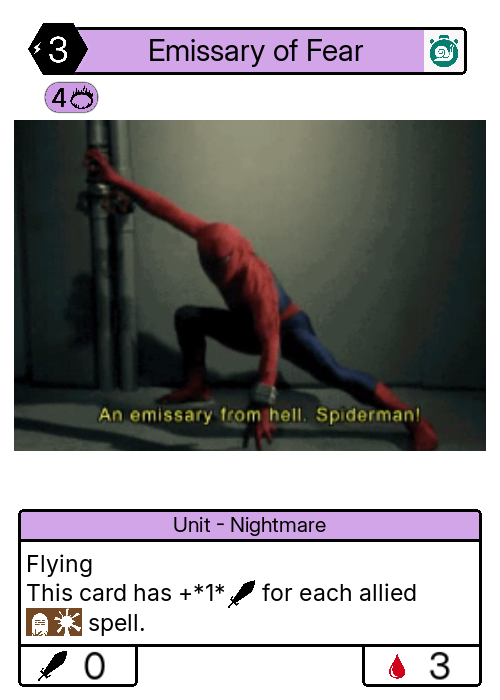 3
Emissary of Fear
4
An emissary from hell. Spiderman!
Unit - Nightmare
Flying
This card has +*1* for each allied
spell.
0
3